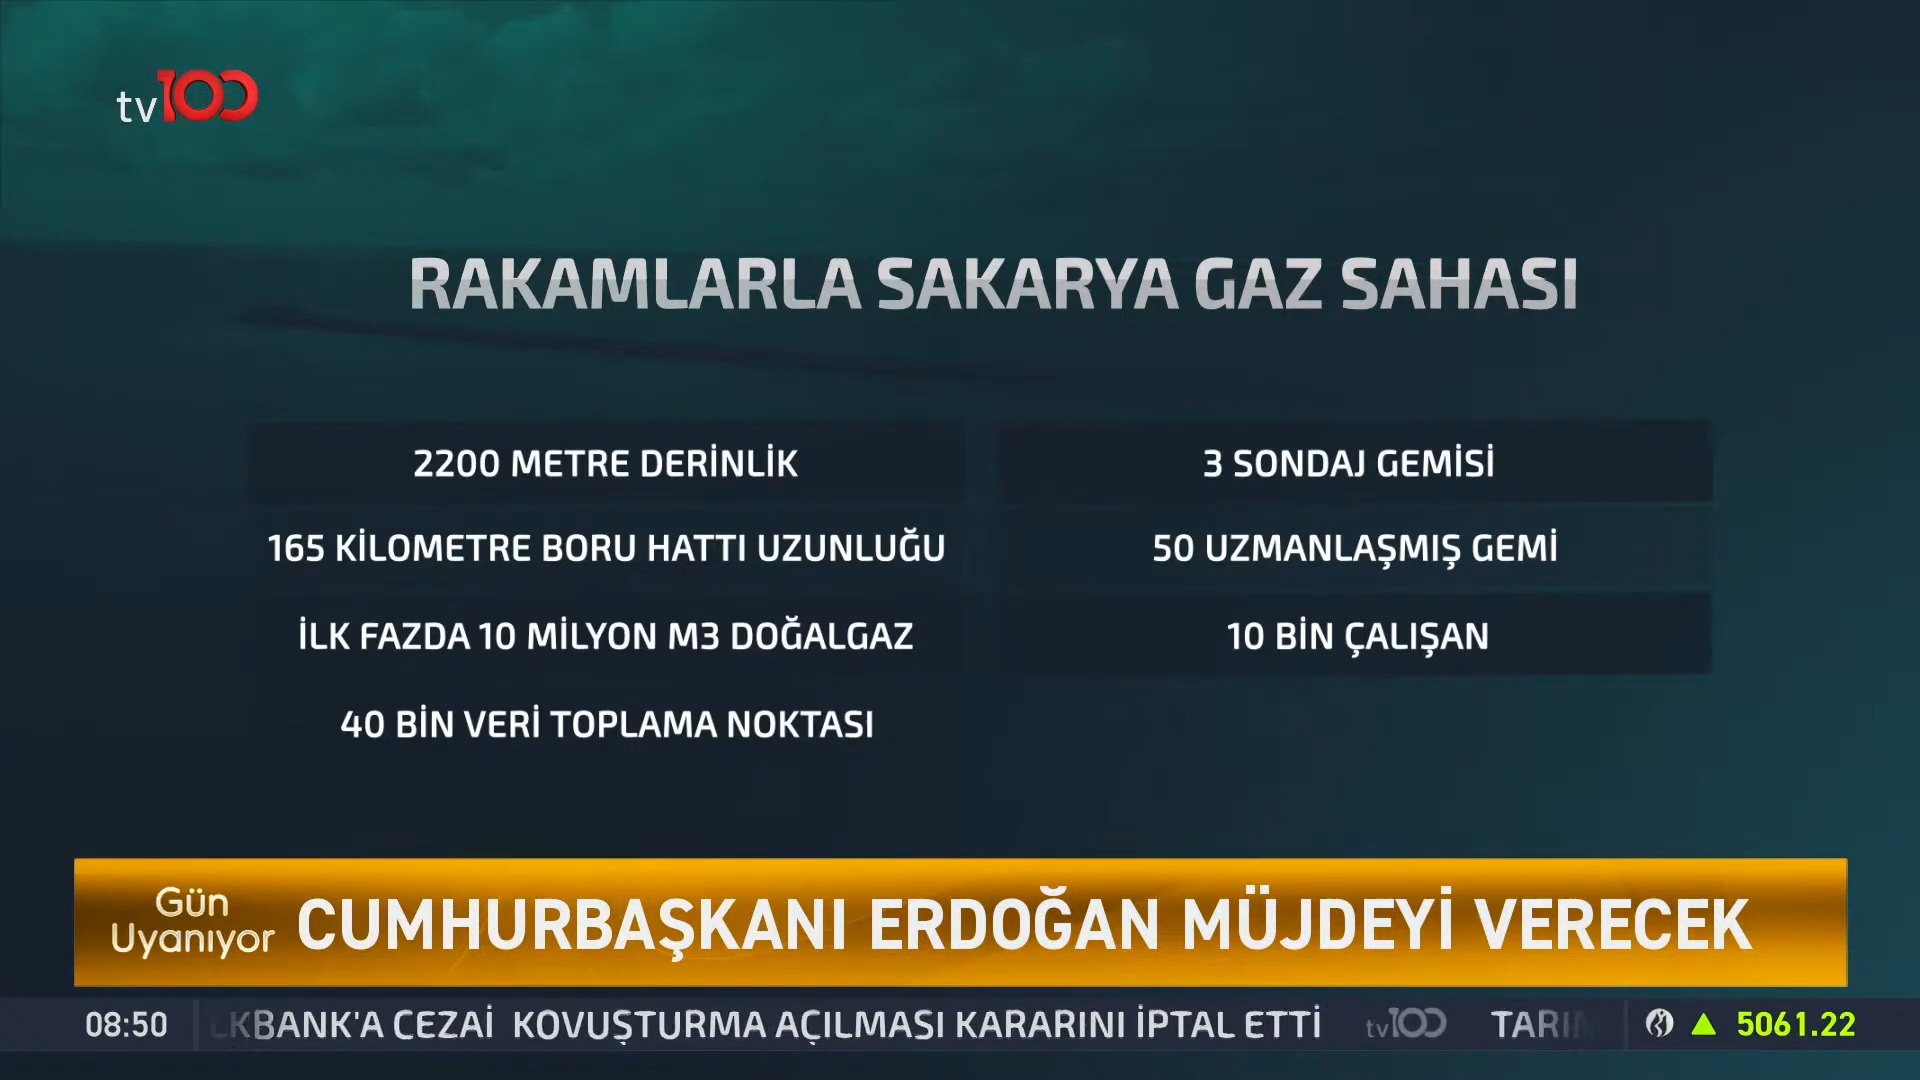 tv100
RAKAMLARLA SAKARYA GAZ SAHASI
2200 METRE DERİNLİK
3 SONDAJ GEMİSİ
165 KİLOMETRE BORU HATTI UZUNLUĞU
50 UZMANLAŞMIŞ GEMİ
İLK FAZDA 10 MİLYON M3 DOĞALGAZ
10 BİN ÇALIŞAN
40 BİN VERİ TOPLAMA NOKTASI
Gün
Uyanıyor
CUMHURBAŞKANI ERDOĞAN MÜJDEYİ VERECEK
08:50 LKBANK'A CEZAİ KOVUŞTURMA AÇILMASI KARARINI İPTAL ETTİ tv100 TARIM ▲ 5061.22